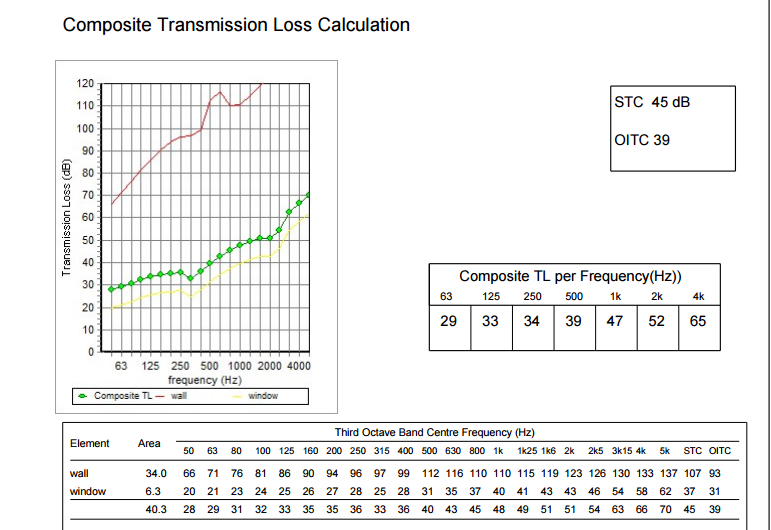 Composite Transmission Loss Calculation
120
110
100
90
80
70
60
50
40
30
20
10
0
Transmission Loss (dB)
63 125 250 500 1000 2000 4000
frequency (Hz)
Composite TL wall window
STC 45 dB
OITC 39
Composite TL per Frequency(Hz))
63 125 250 500 1k 2k 4k
29 33 34 39 47 52 65
Third Octave Band Centre Frequency (Hz)
Element Area
50 63 80 100 125 160 200 250 315 400 500 630 800 1k 1k25 1k6 2k 2k5 3k15 4k 5k STC OITC
wall 34.0 66 71 76 81 86 90 94 96 97 99 112 116 110 110 115 119 123 126 130 133 137 107 93
window 6.3 20 21 23 24 25 26 27 28 25 28 31 35 37 40 41 43 43 46 54 58 62 37 31
40.3 28 29 31 32 33 35 35 36 33 36 40 43 45 48 49 51 51 54 63 66 70 45 39